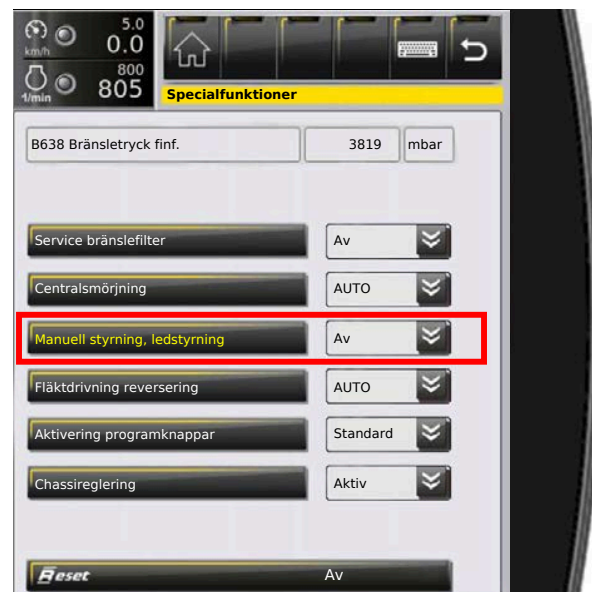 5.0
km/h 0.0
800
1/min 805
Specialfunktioner
B638 Bränsletryck finf. 3819 mbar
Service bränslefilter Av
Centralsmörjning AUTO
Manuell styrning, ledstyrning Av
Fläktdrivning reversering AUTO
Aktivering programknappar Standard
Chassireglering Aktiv
Reset Av